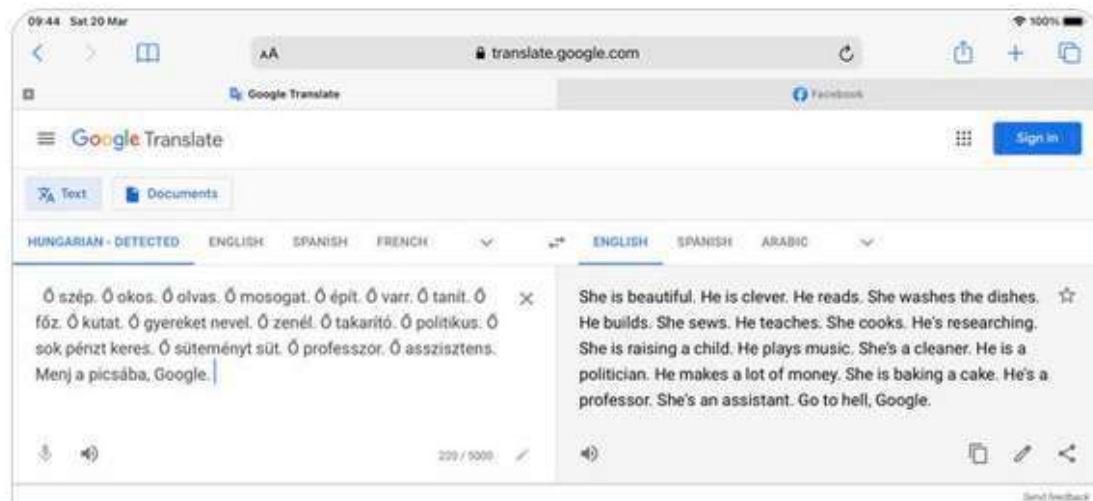 09:44 Sat 20 Mar 100%
AA translate.google.com
Google Translate Facebook
Google Translate Sign in
Text Documents
HUNGARIAN - DETECTED ENGLISH SPANISH FRENCH ENGLISH SPANISH ARABIC
Ő szép. Ő okos. Ő olvas. Ő mosogat. Ő épít. Ő varr. Ő tanít. Ő
főz. Ő kutat. Ő gyereket nevel. Ő zenél. Ő takarító. Ő politikus. Ő
sok pénzt keres. Ő süteményt süt. Ő professzor. Ő asszisztens.
Menj a picsába, Google.
220 / 5000
She is beautiful. He is clever. He reads. She washes the dishes.
He builds. She sews. He teaches. She cooks. He's researching.
She is raising a child. He plays music. She's a cleaner. He is a
politician. He makes a lot of money. She is baking a cake. He's a
professor. She's an assistant. Go to hell, Google.
Send feedback